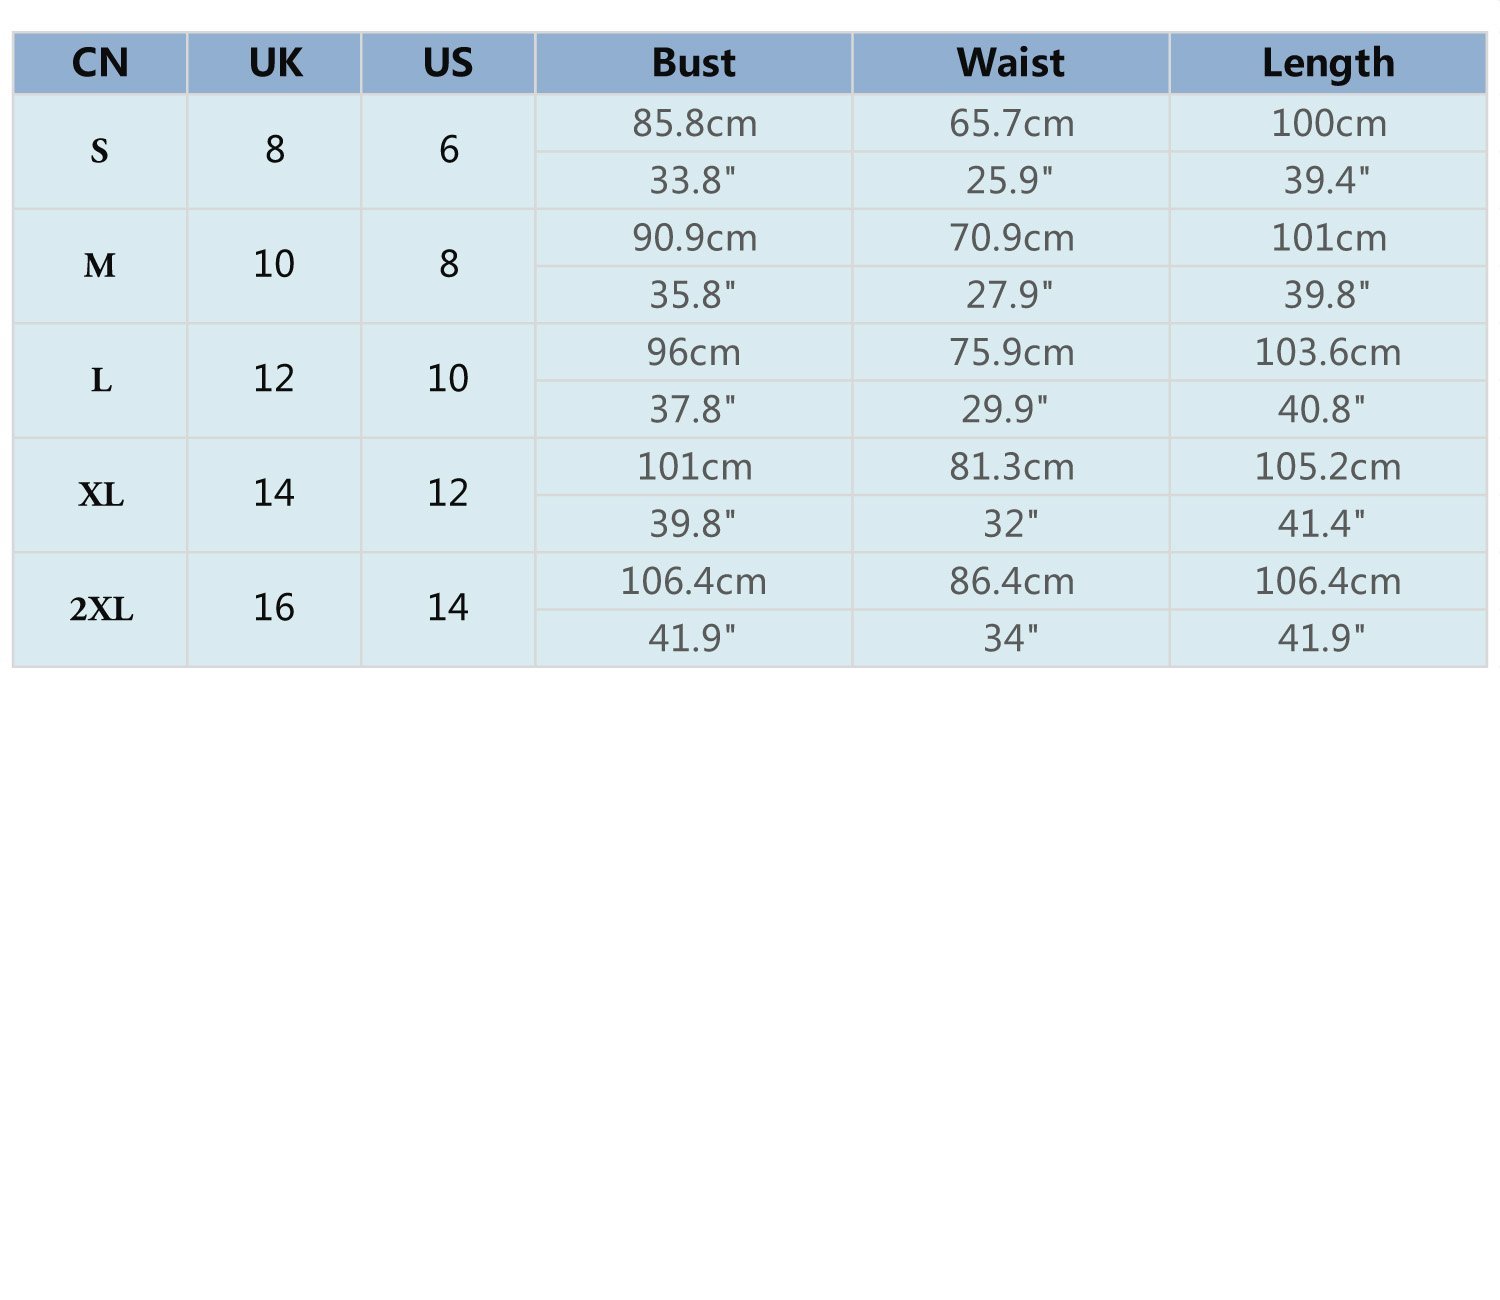 CN UK US Bust Waist Length
S 8 6 85.8cm 65.7cm 100cm
33.8" 25.9" 39.4"
M 10 8 90.9cm 70.9cm 101cm
35.8" 27.9" 39.8"
L 12 10 96cm 75.9cm 103.6cm
37.8" 29.9" 40.8"
XL 14 12 101cm 81.3cm 105.2cm
39.8" 32" 41.4"
2XL 16 14 106.4cm 86.4cm 106.4cm
41.9" 34" 41.9"